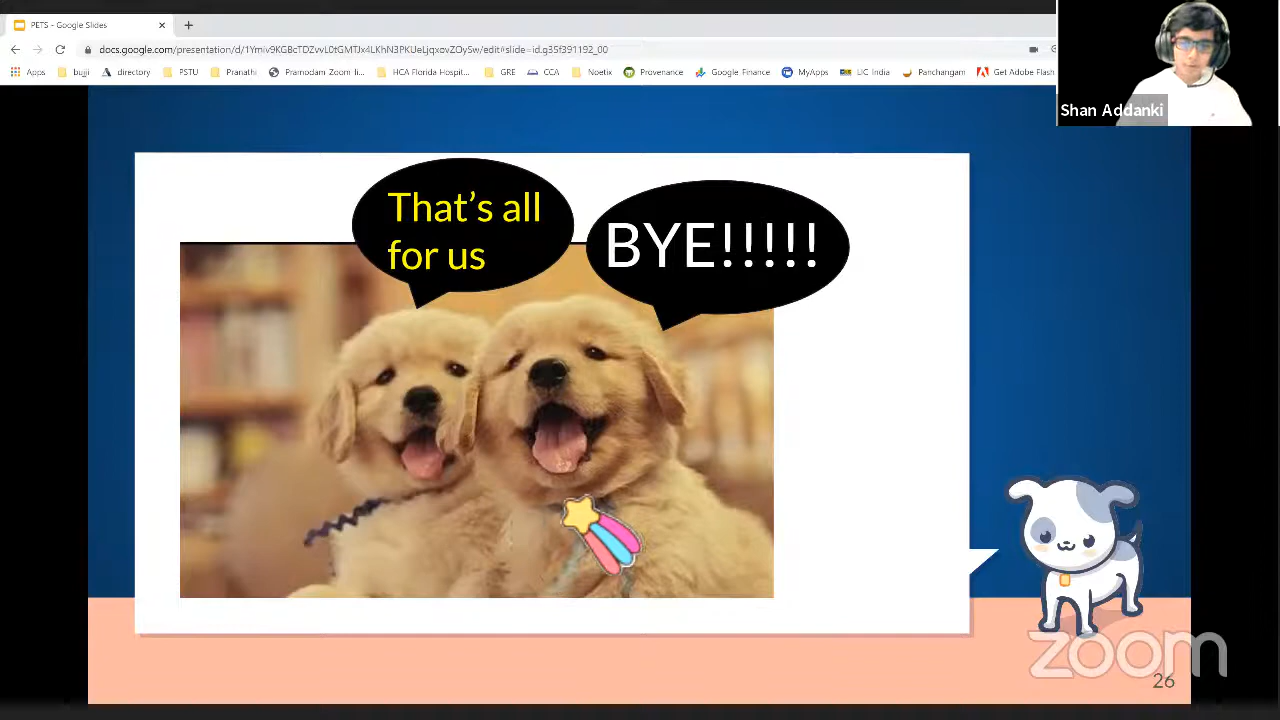 PETS - Google Slides
docs.google.com/presentation/d/1Ymiv9KGBcTDZvvL0tGMTJx4LKhN3PKUeLjqxovZOySw/edit#slide=id.g35f391192_00
Apps bujji directory PSTU Pranathi Pramodam Zoom li... HCA Florida Hospit... GRE CCA Noetix Provenance Google Finance MyApps LIC India Panchangam Get Adobe Flash
Shan Addanki
That's all
for us
BYE!!!!!
zoom
26